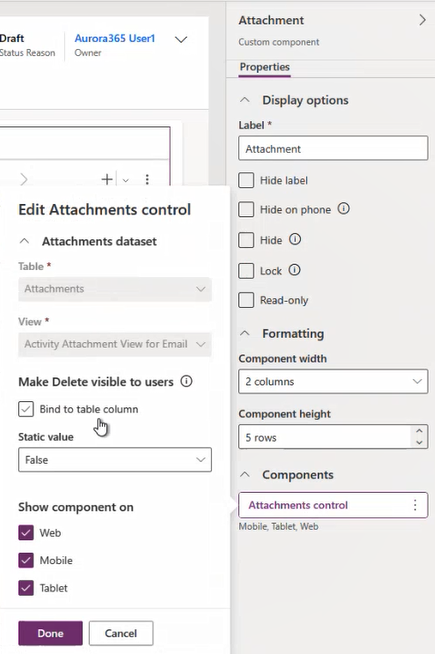 Draft
Status Reason
Aurora365 User1
Owner
Edit Attachments control
Attachments dataset
Table *
Attachments
View *
Activity Attachment View for Email
Make Delete visible to users
Bind to table column
Static value
False
Show component on
Web
Mobile
Tablet
Done
Cancel
Attachment
Custom component
Properties
Display options
Label *
Attachment
Hide label
Hide on phone
Hide
Lock
Read-only
Formatting
Component width
2 columns
Component height
5 rows
Components
Attachments control
Mobile, Tablet, Web